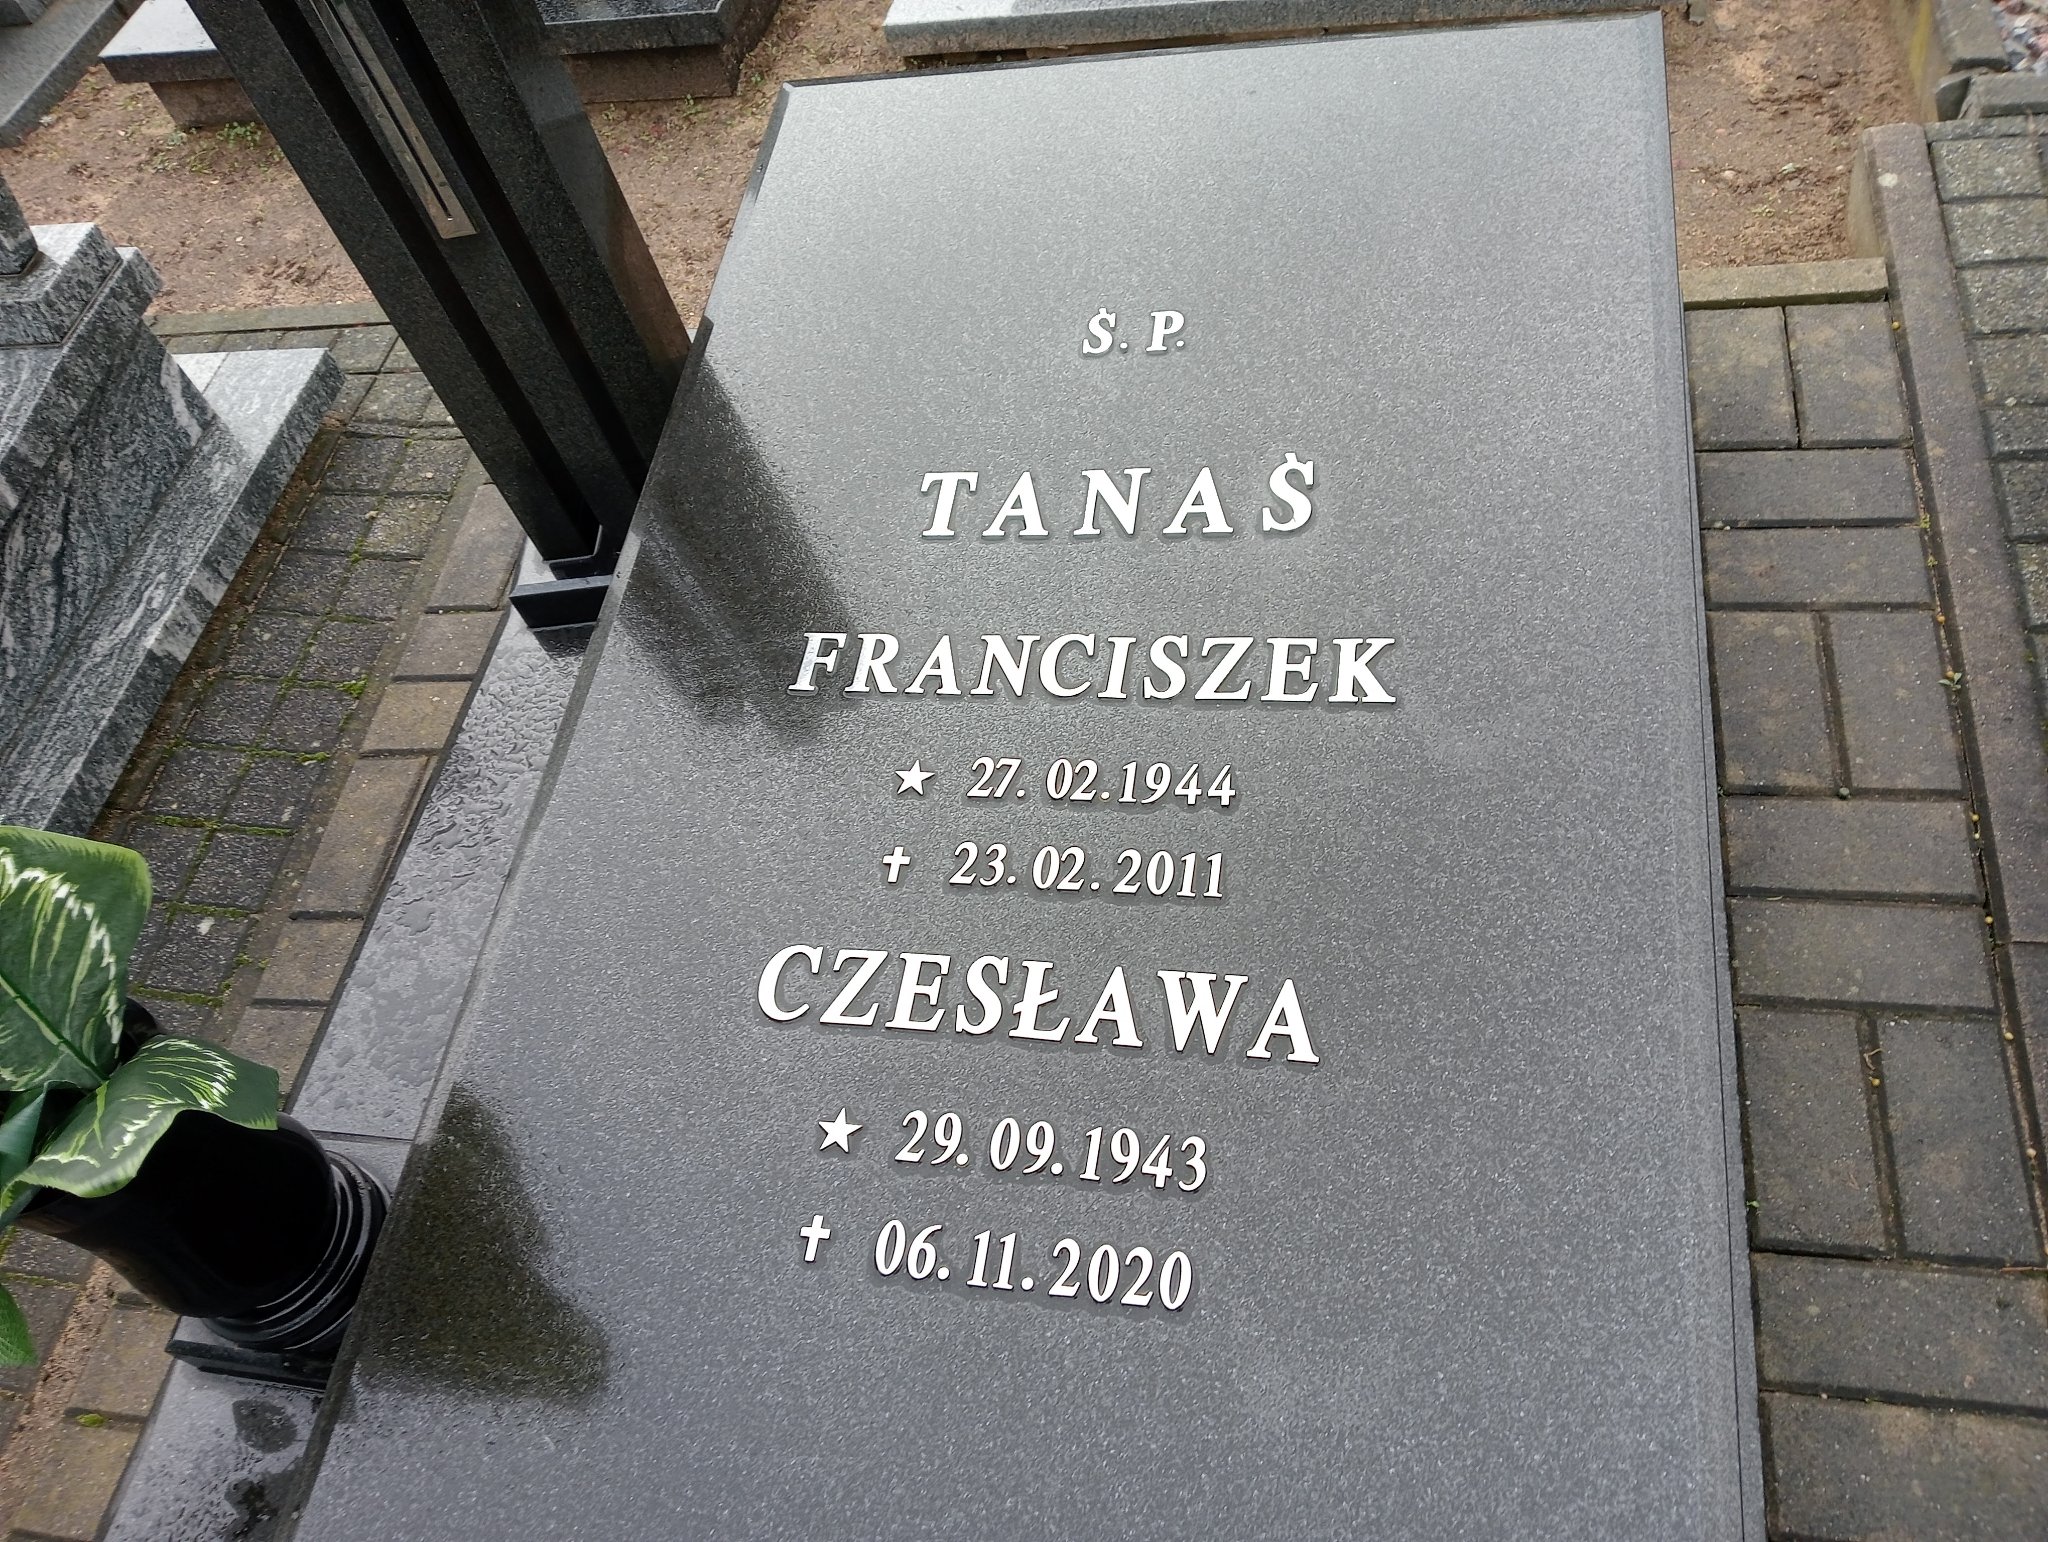 Ś. P.
TANAŚ
FRANCISZEK
★ 27.02.1944
✝ 23.02.2011
CZESŁAWA
★ 29.09.1943
✝ 06.11.2020